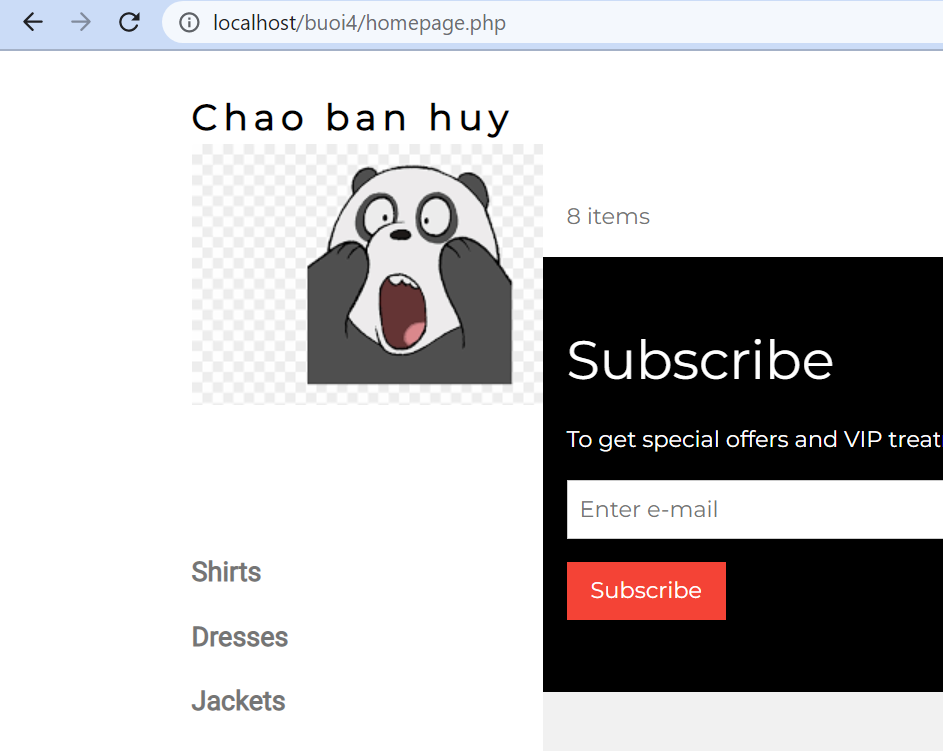 localhost/buoi4/homepage.php
Chao ban huy
8 items
Subscribe
To get special offers and VIP treat
Enter e-mail
Subscribe
Shirts
Dresses
Jackets